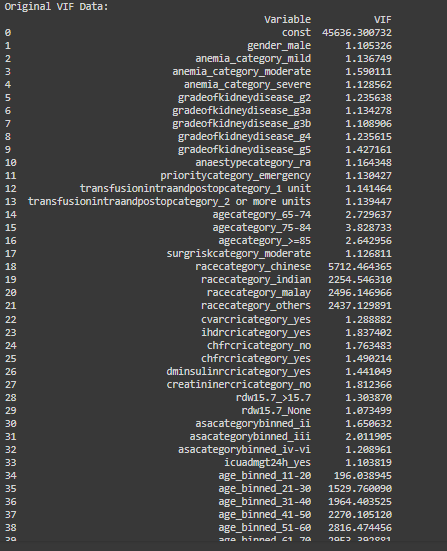 Original VIF Data:
Variable VIF
0 const 45636.300732
1 gender_male 1.105326
2 anemia_category_mild 1.136749
3 anemia_category_moderate 1.590111
4 anemia_category_severe 1.128562
5 gradeofkidneydisease_g2 1.235638
6 gradeofkidneydisease_g3a 1.134278
7 gradeofkidneydisease_g3b 1.108906
8 gradeofkidneydisease_g4 1.235615
9 gradeofkidneydisease_g5 1.427161
10 anaestypecategory_ra 1.164348
11 prioritycategory_emergency 1.130427
12 transfusionintraandpostopcategory_1 unit 1.141464
13 transfusionintraandpostopcategory_2 or more units 1.139447
14 agecategory_65-74 2.729637
15 agecategory_75-84 3.828733
16 agecategory_>=85 2.642956
17 surgriskcategory_moderate 1.126811
18 racecategory_chinese 5712.464365
19 racecategory_indian 2254.546310
20 racecategory_malay 2496.146966
21 racecategory_others 2437.129891
22 cvarcricategory_yes 1.288882
23 ihdrcricategory_yes 1.837402
24 chfrcricategory_no 1.763483
25 chfrcricategory_yes 1.490214
26 dminsulinrcricategory_yes 1.441049
27 creatininercricategory_no 1.812366
28 rdw15.7_>15.7 1.303870
29 rdw15.7_None 1.073499
30 asacategorybinned_ii 1.650632
31 asacategorybinned_iii 2.011905
32 asacategorybinned_iv-vi 1.208961
33 icuadmgt24h_yes 1.103819
34 age_binned_11-20 196.038945
35 age_binned_21-30 1529.760090
36 age_binned_31-40 1964.403525
37 age_binned_41-50 2270.105120
38 age_binned_51-60 2816.474456
39 age_binned_61-70 2953.392881